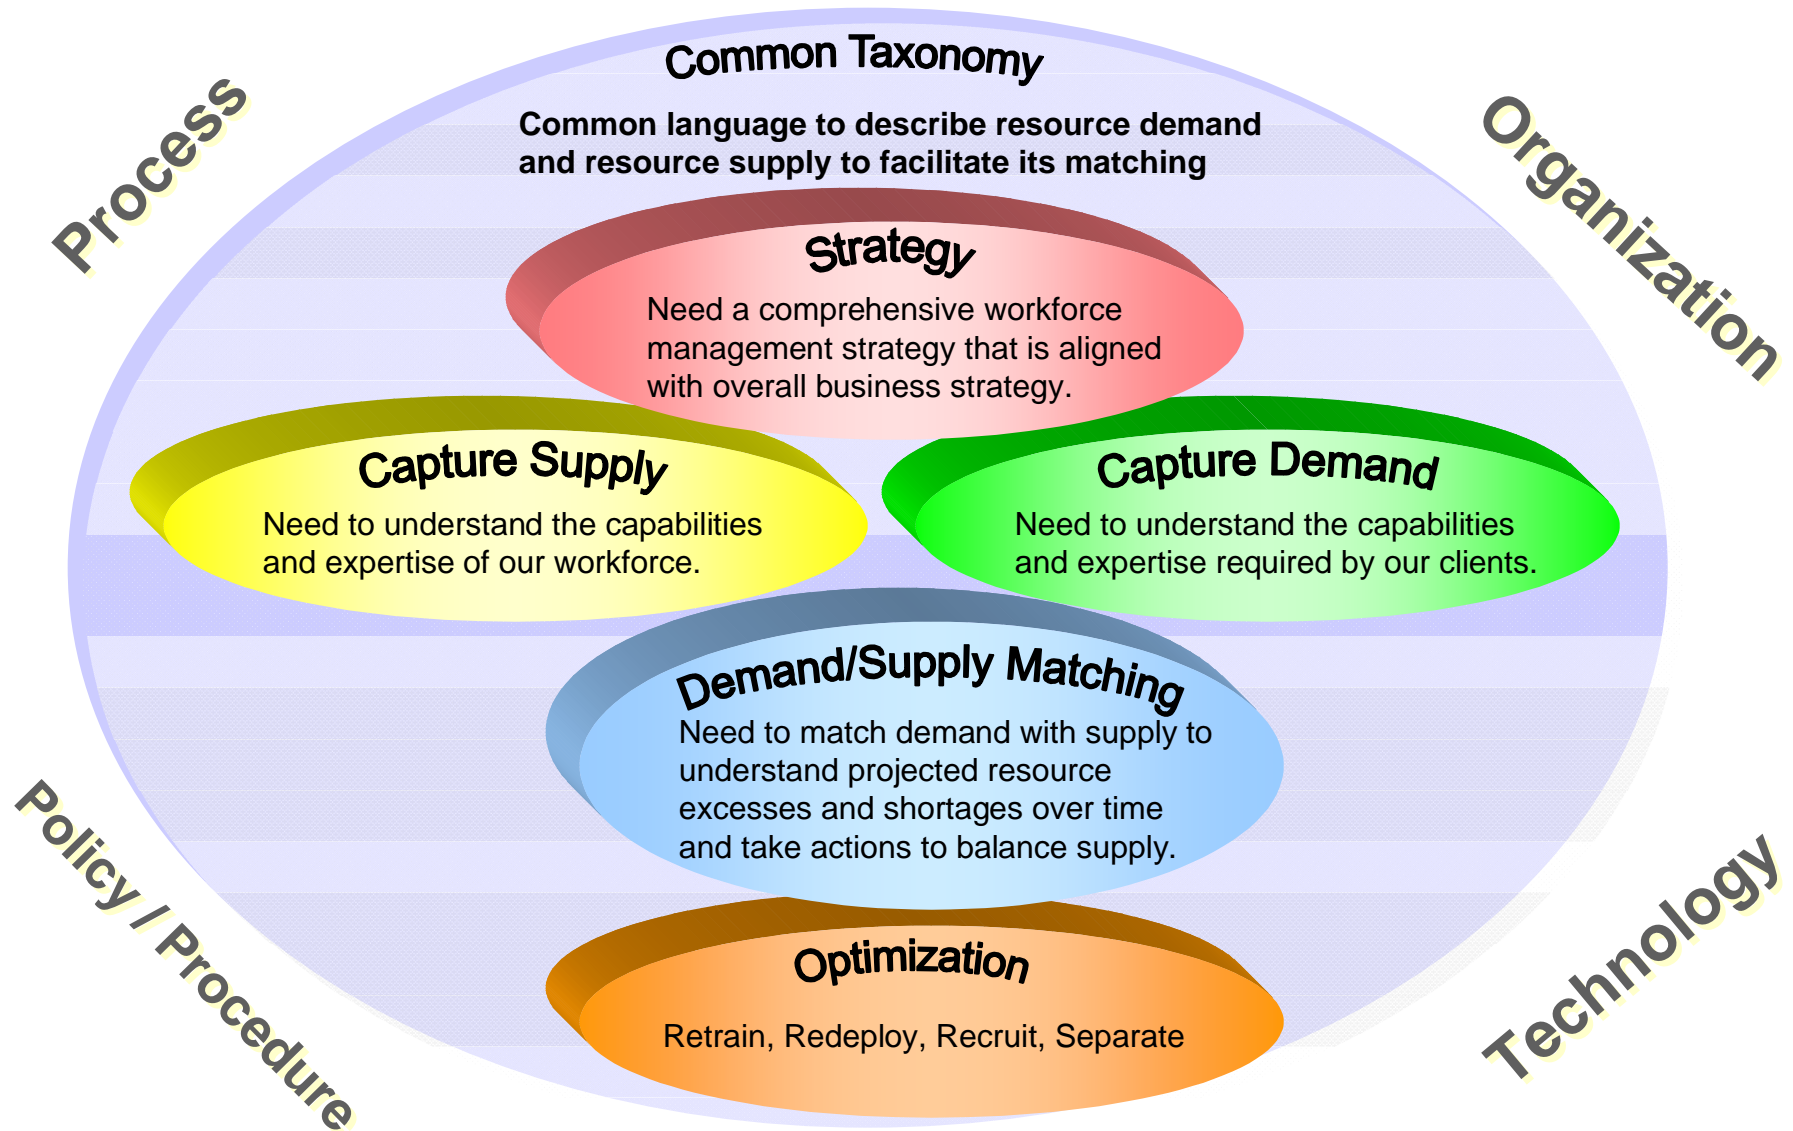 Common Taxonomy
Process
Organization
Common language to describe resource demand
and resource supply to facilitate its matching
Strategy
Need a comprehensive workforce
management strategy that is aligned
with overall business strategy.
Capture Supply
Need to understand the capabilities
and expertise of our workforce.
Capture Demand
Need to understand the capabilities
and expertise required by our clients.
Demand/Supply Matching
Need to match demand with supply to
understand projected resource
excesses and shortages over time
and take actions to balance supply.
Policy / Procedure
Technology
Optimization
Retrain, Redeploy, Recruit, Separate